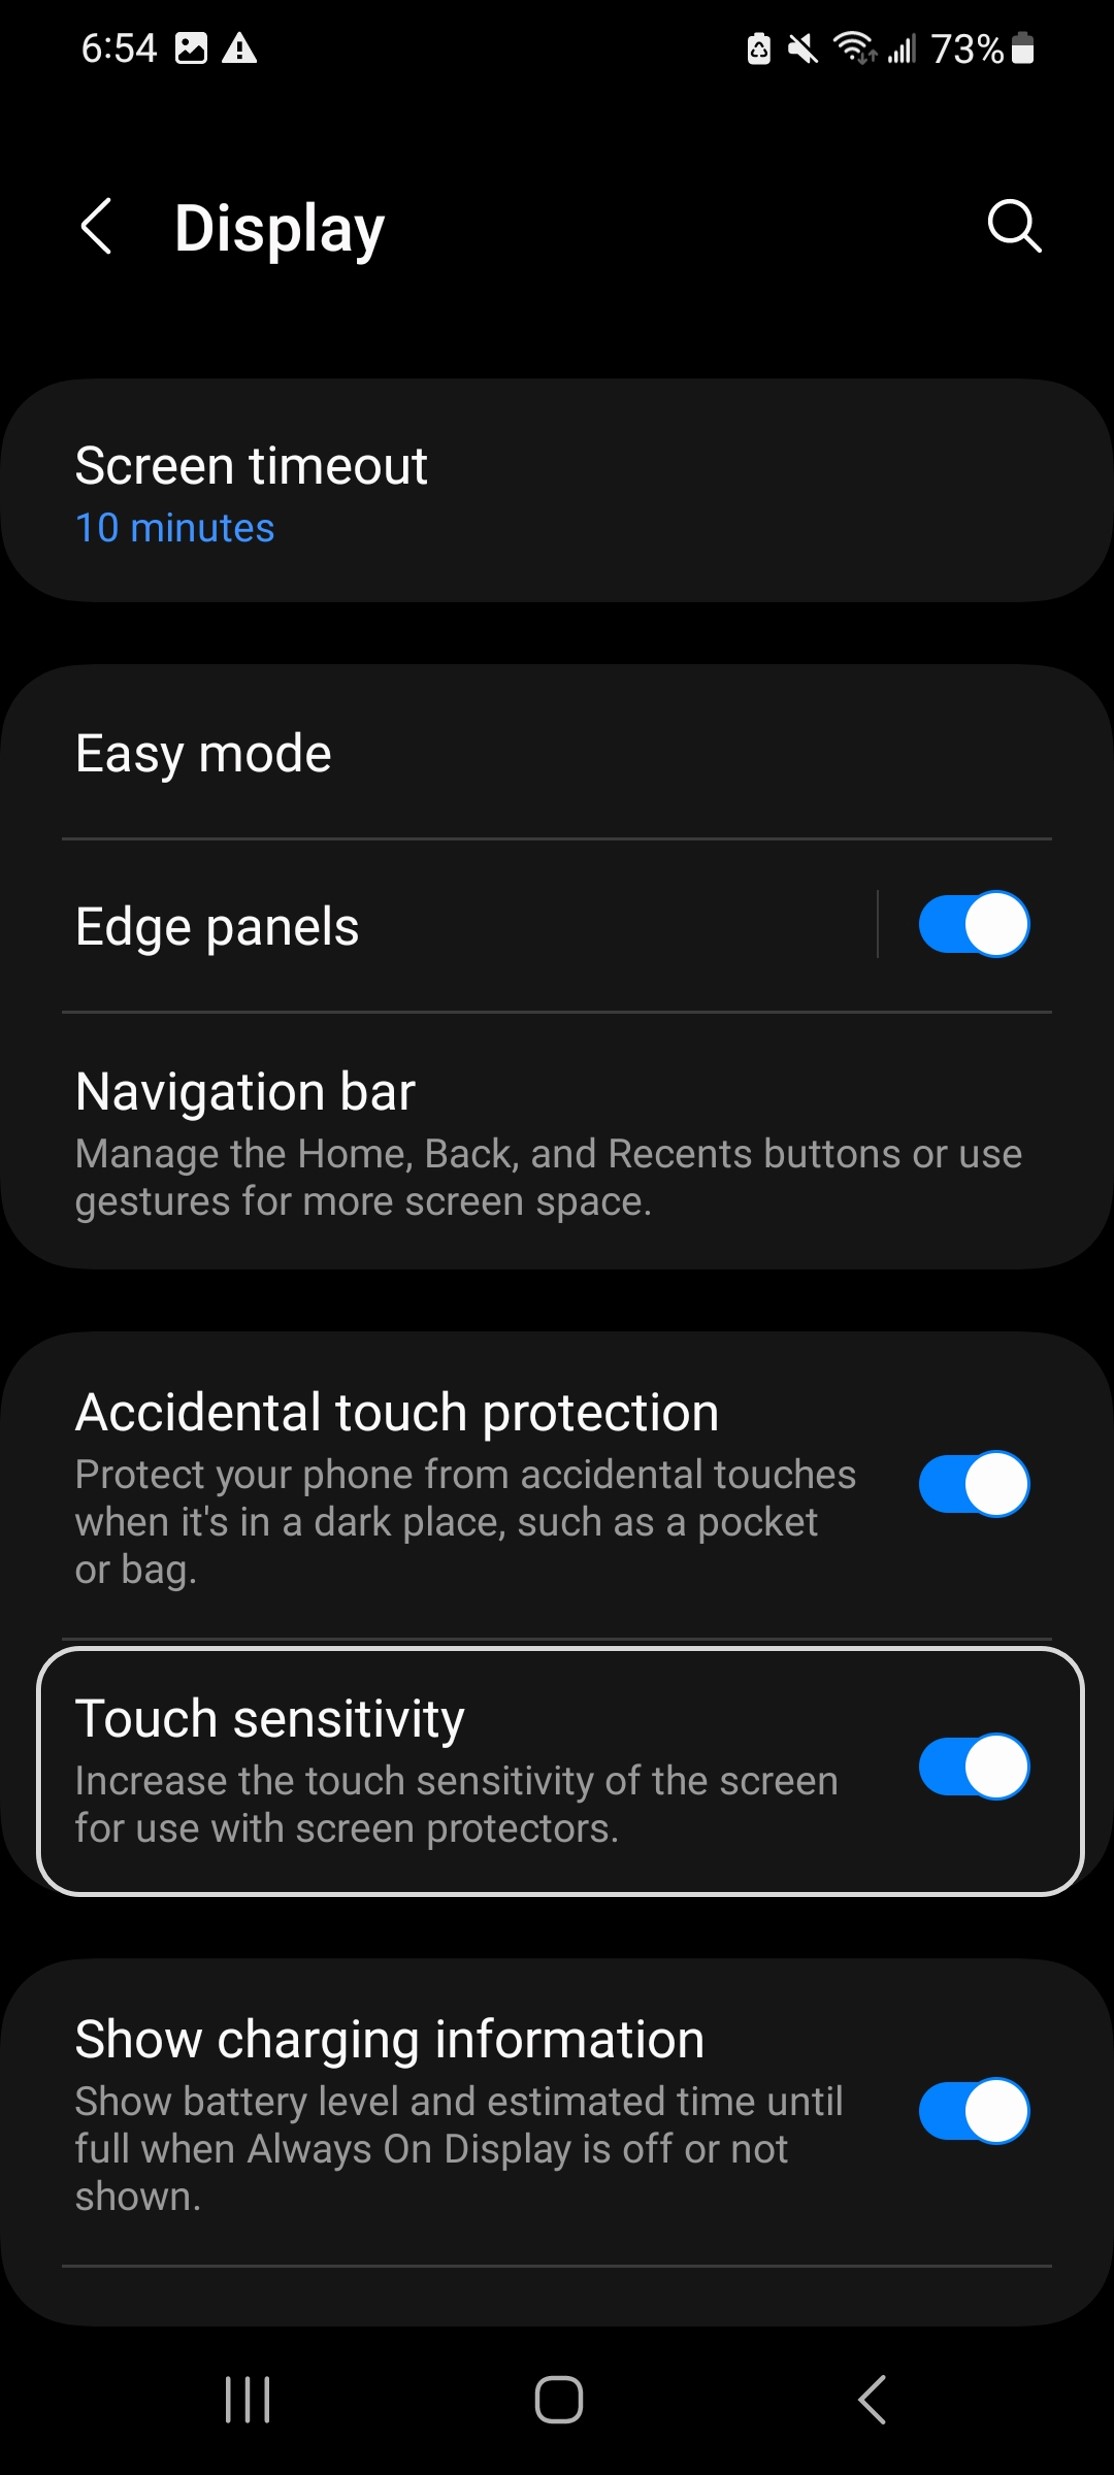 6:54
73%
Display
Screen timeout
10 minutes
Easy mode
Edge panels
Navigation bar
Manage the Home, Back, and Recents buttons or use
gestures for more screen space.
Accidental touch protection
Protect your phone from accidental touches
when it's in a dark place, such as a pocket
or bag.
Touch sensitivity
Increase the touch sensitivity of the screen
for use with screen protectors.
Show charging information
Show battery level and estimated time until
full when Always On Display is off or not
shown.